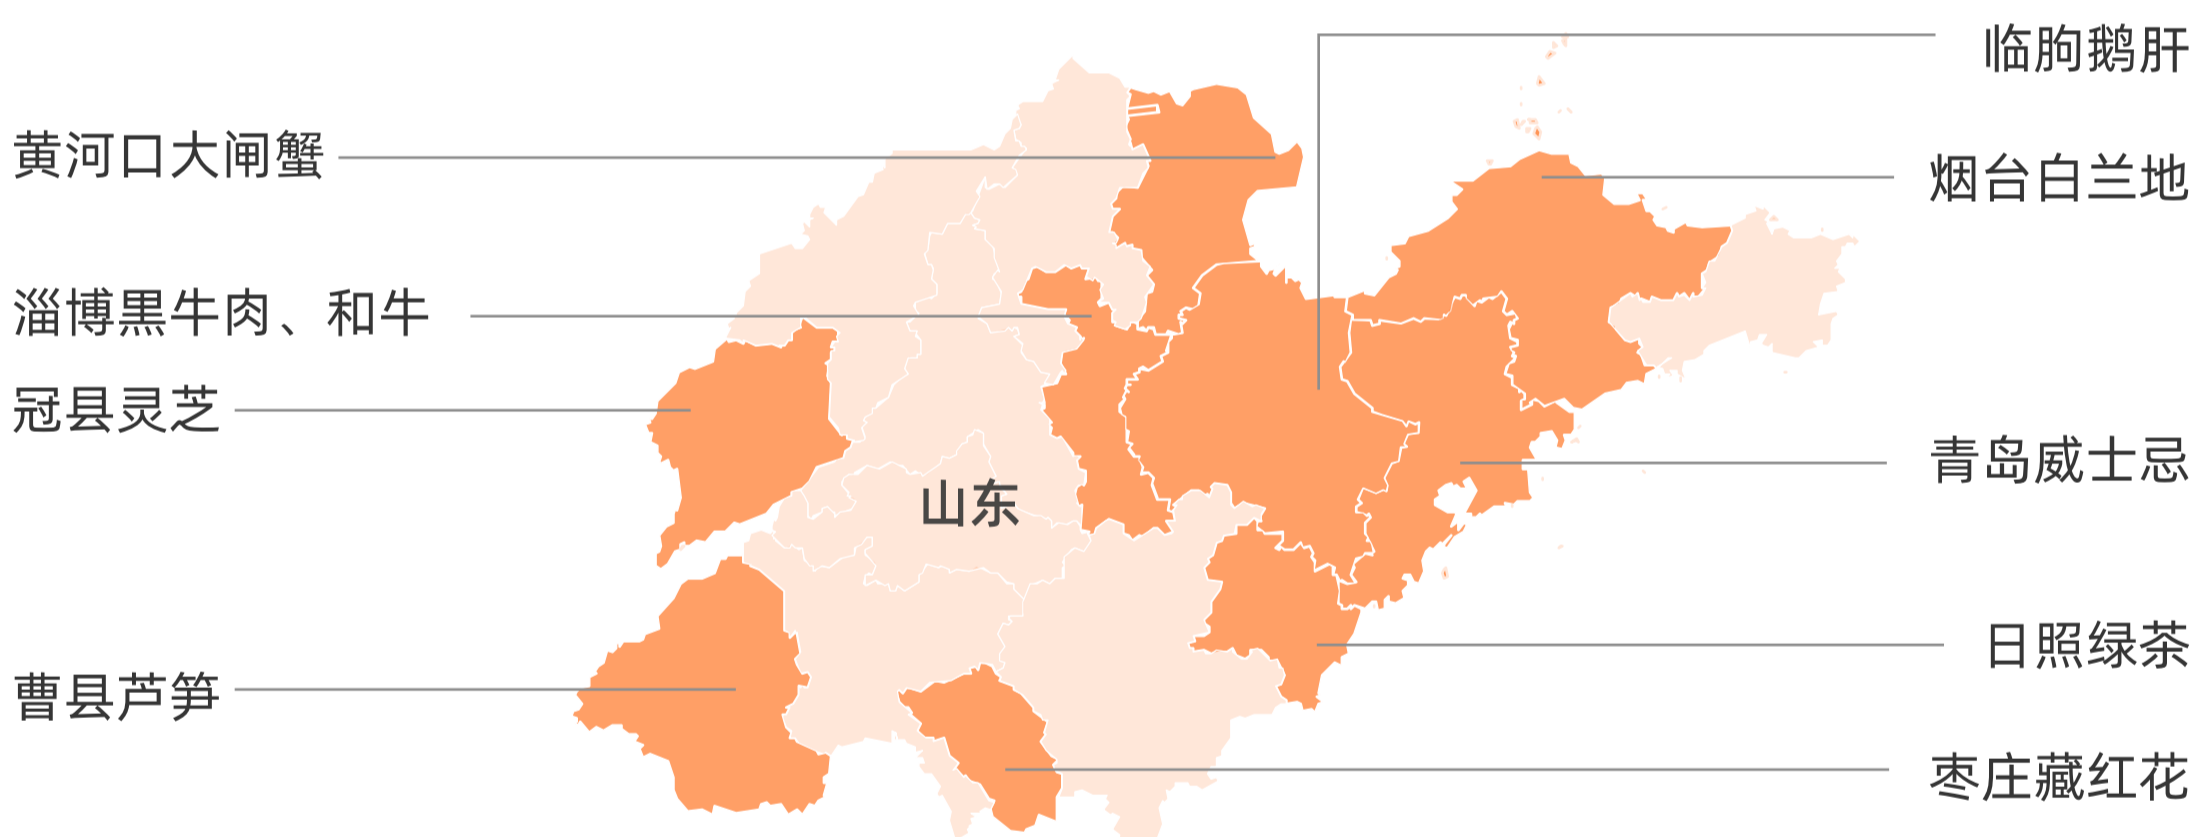 临朐鹅肝
黄河口大闸蟹
烟台白兰地
淄博黒牛肉、和牛
冠县灵芝
青岛威士忌
山东
日照绿茶
曹县芦笋
枣庄藏红花